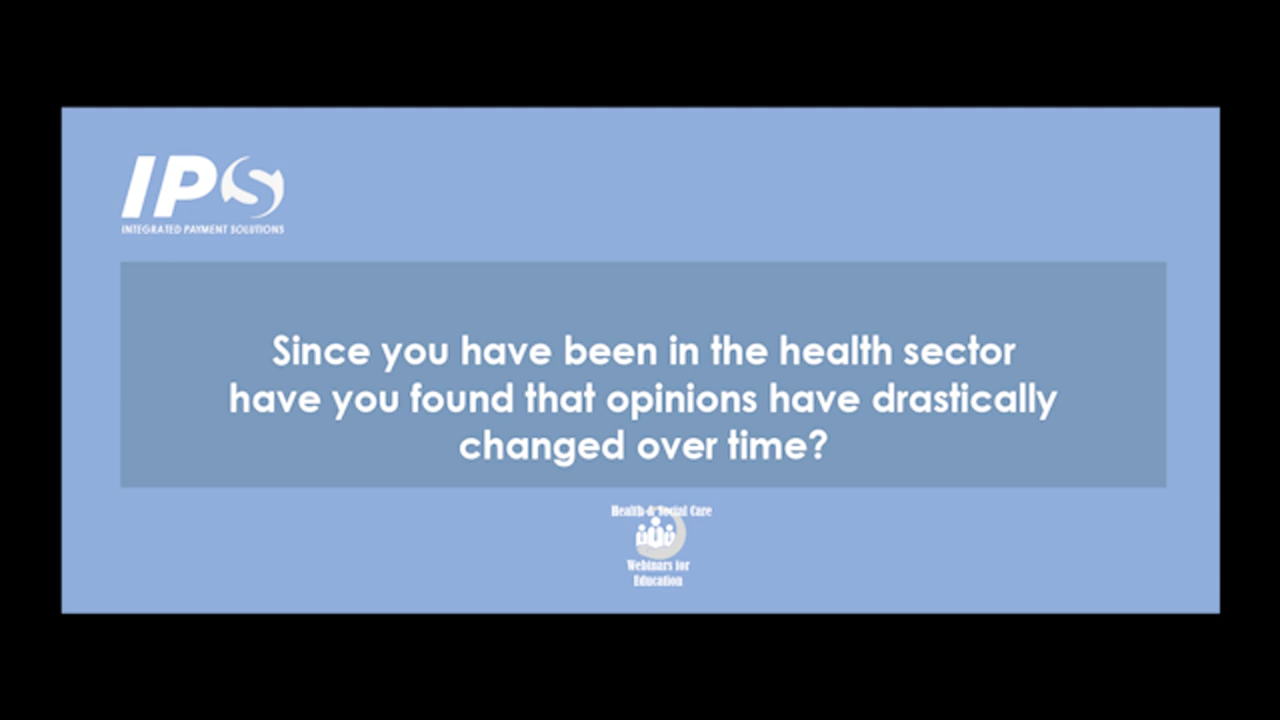 IPS
INTEGRATED PAYMENT SOLUTIONS
Since you have been in the health sector
have you found that opinions have drastically
changed over time?
Health & Social Care
Webinars for
Education